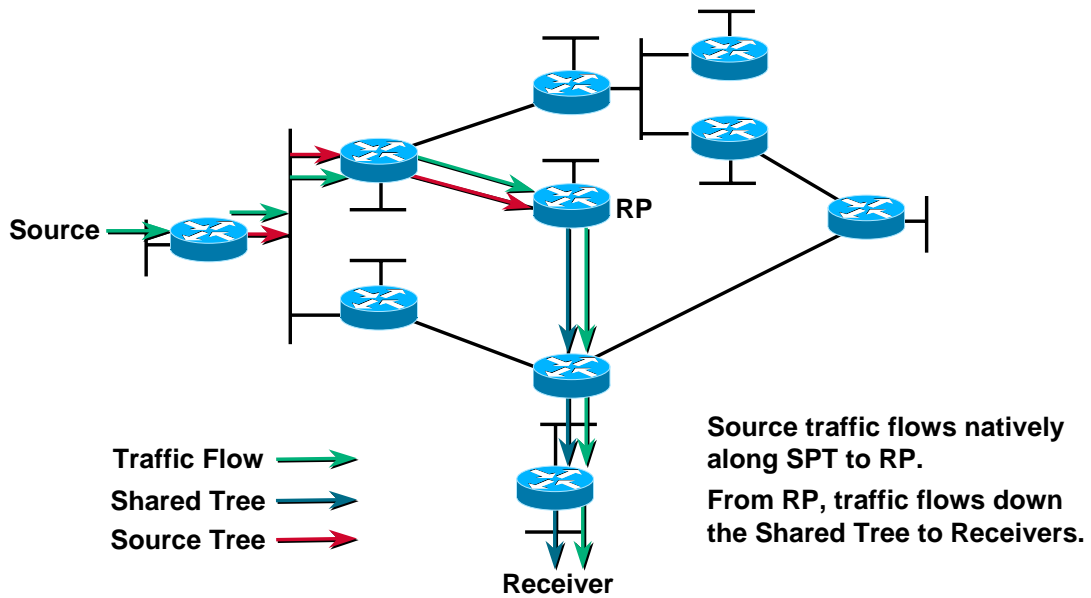 RP
Source
Traffic Flow
Shared Tree
Source Tree
Source traffic flows natively
along SPT to RP.
From RP, traffic flows down
the Shared Tree to Receivers.
Receiver